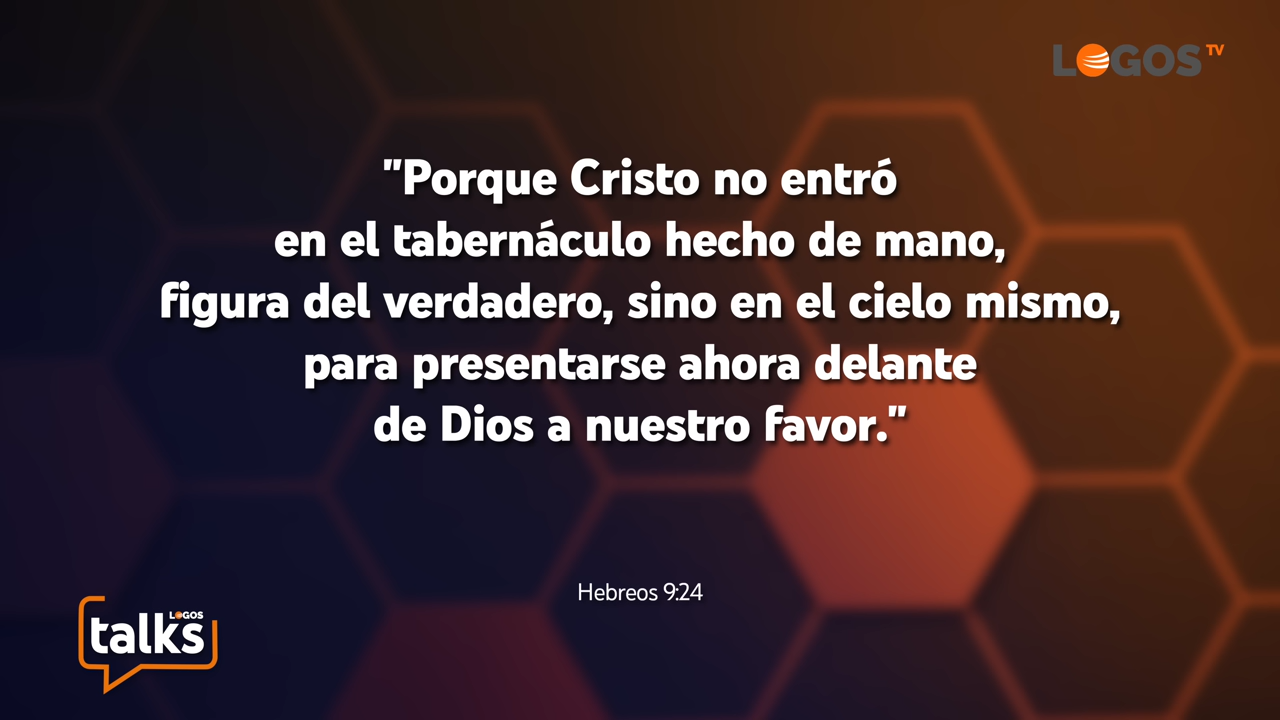 LOGOS TV
"Porque Cristo no entró
en el tabernáculo hecho de mano,
figura del verdadero, sino en el cielo mismo,
para presentarse ahora delante
de Dios a nuestro favor."
Hebreos 9:24
LOGOS
talks